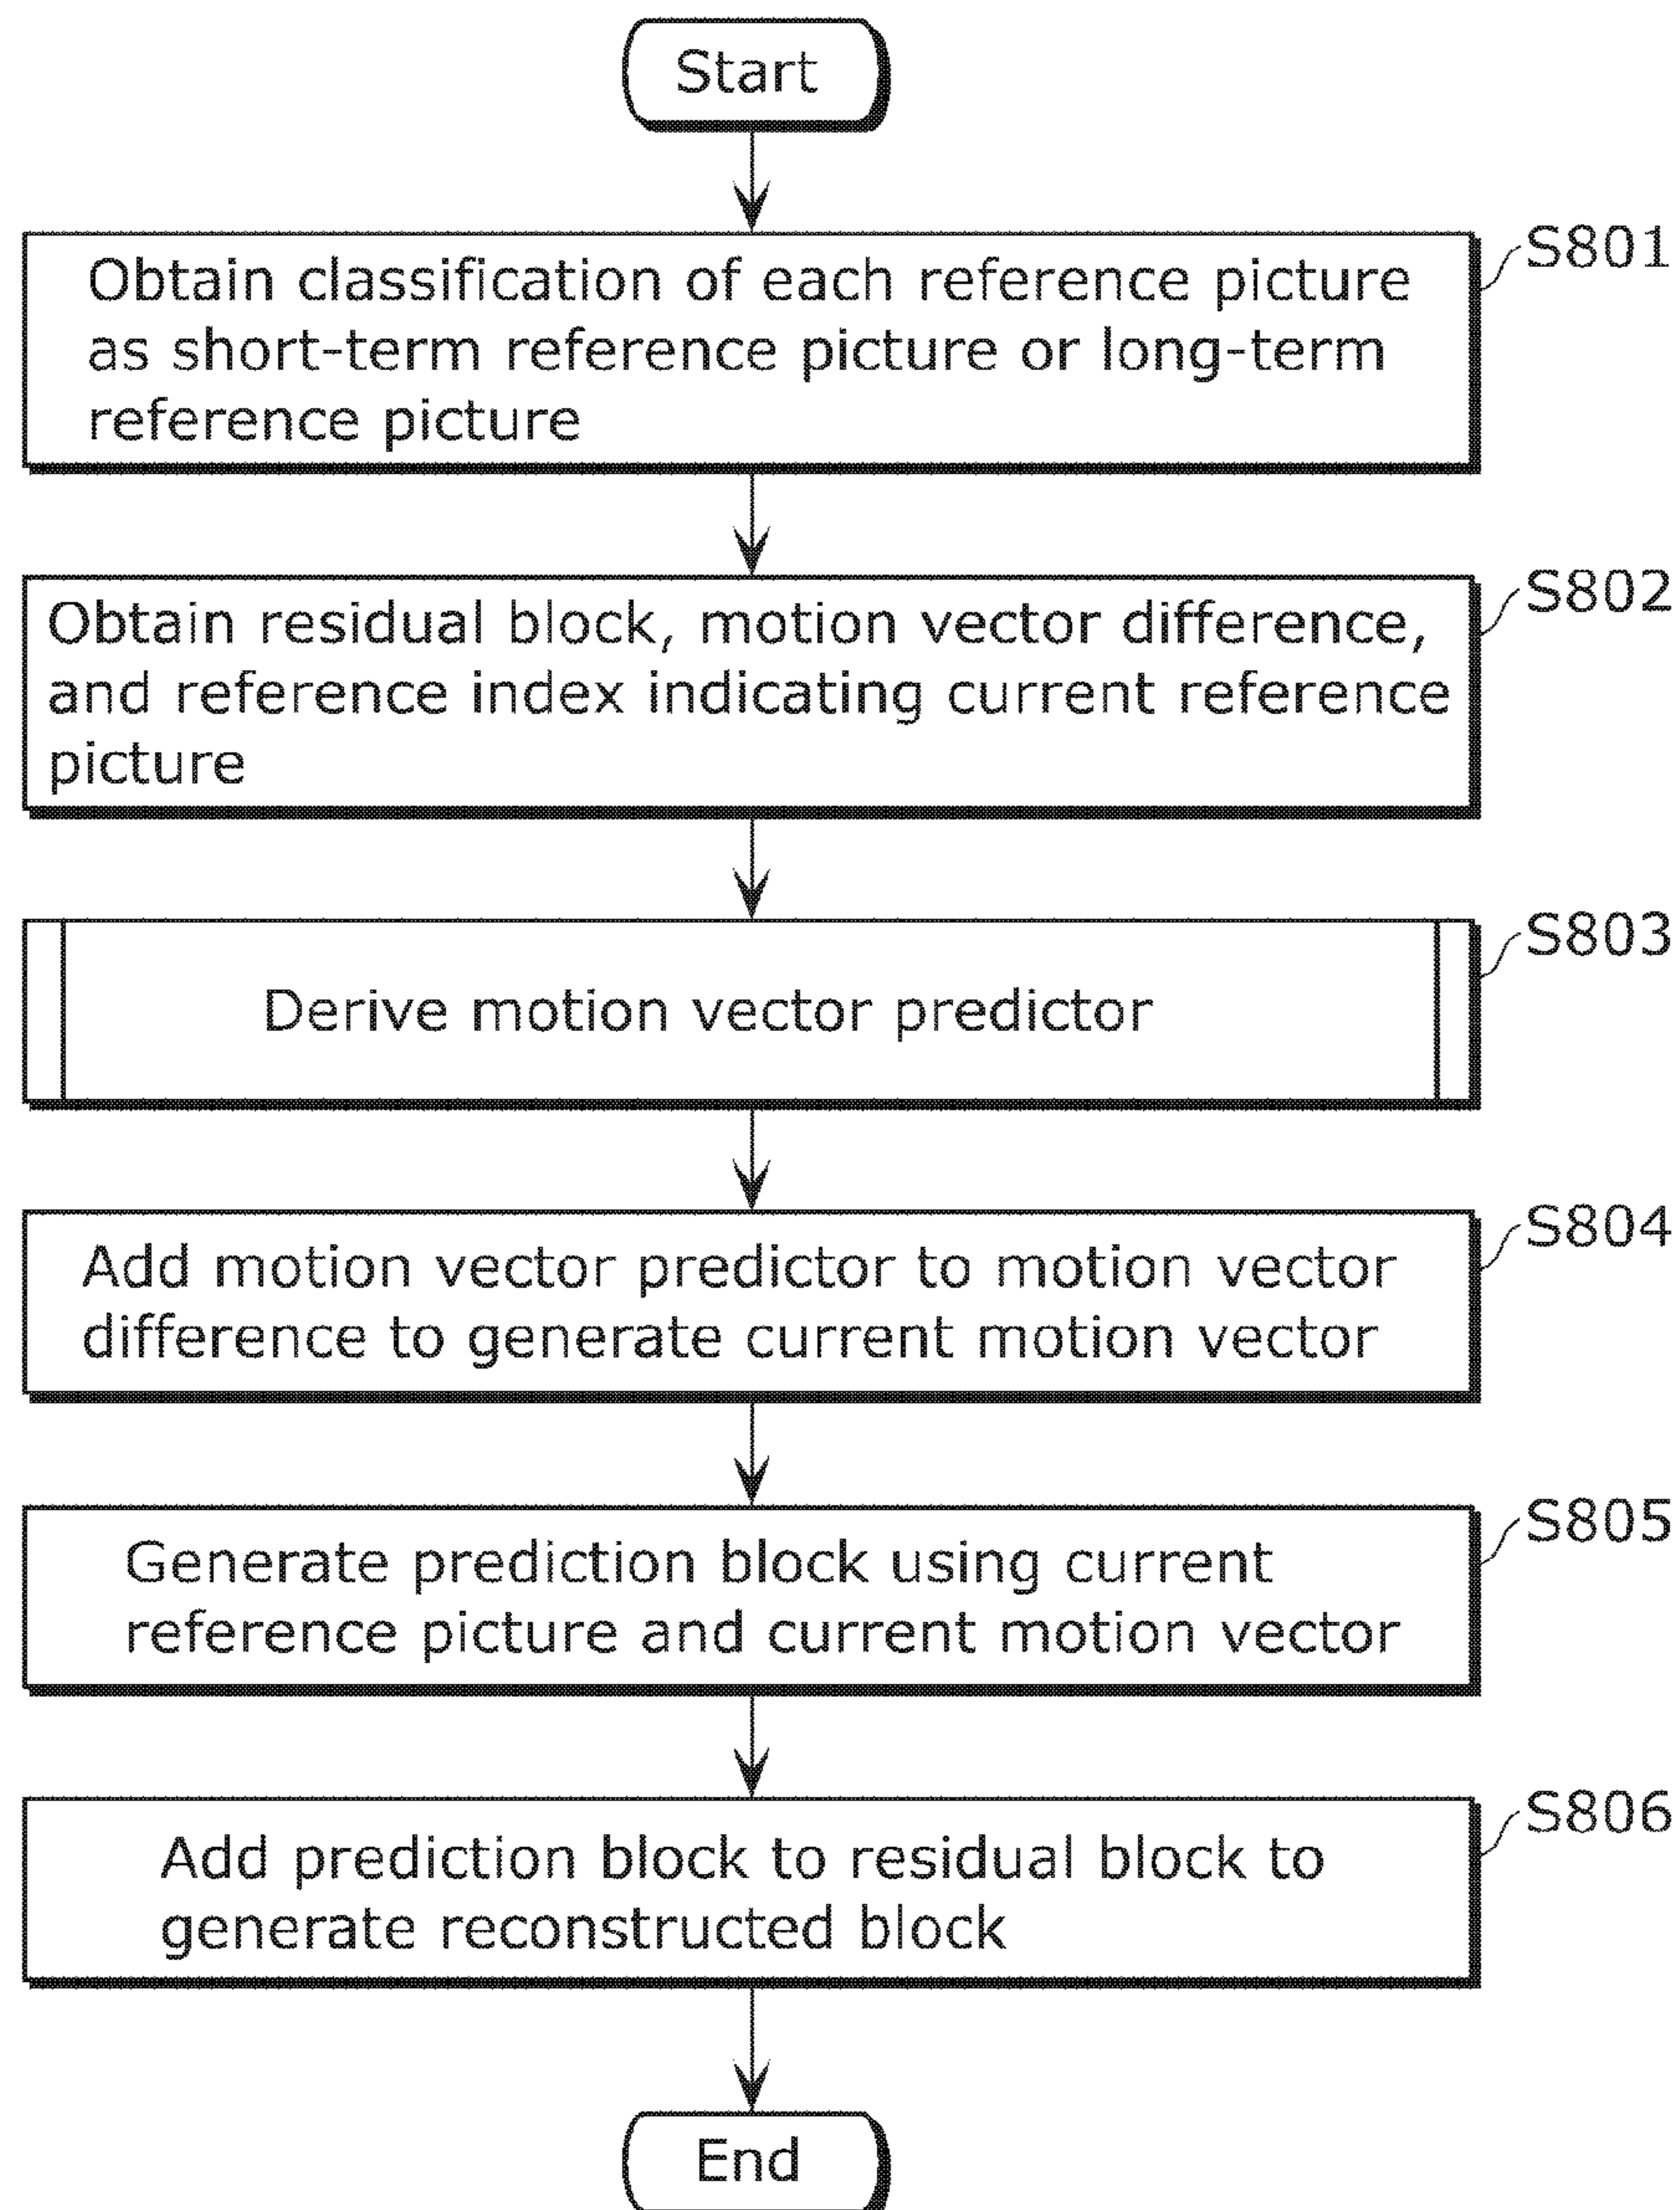 Start
S801
Obtain classification of each reference picture
as short-term reference picture or long-term
reference picture
S802
Obtain residual block, motion vector difference,
and reference index indicating current reference
picture
S803
Derive motion vector predictor
S804
Add motion vector predictor to motion vector
difference to generate current motion vector
S805
Generate prediction block using current
reference picture and current motion vector
S806
Add prediction block to residual block to
generate reconstructed block
End